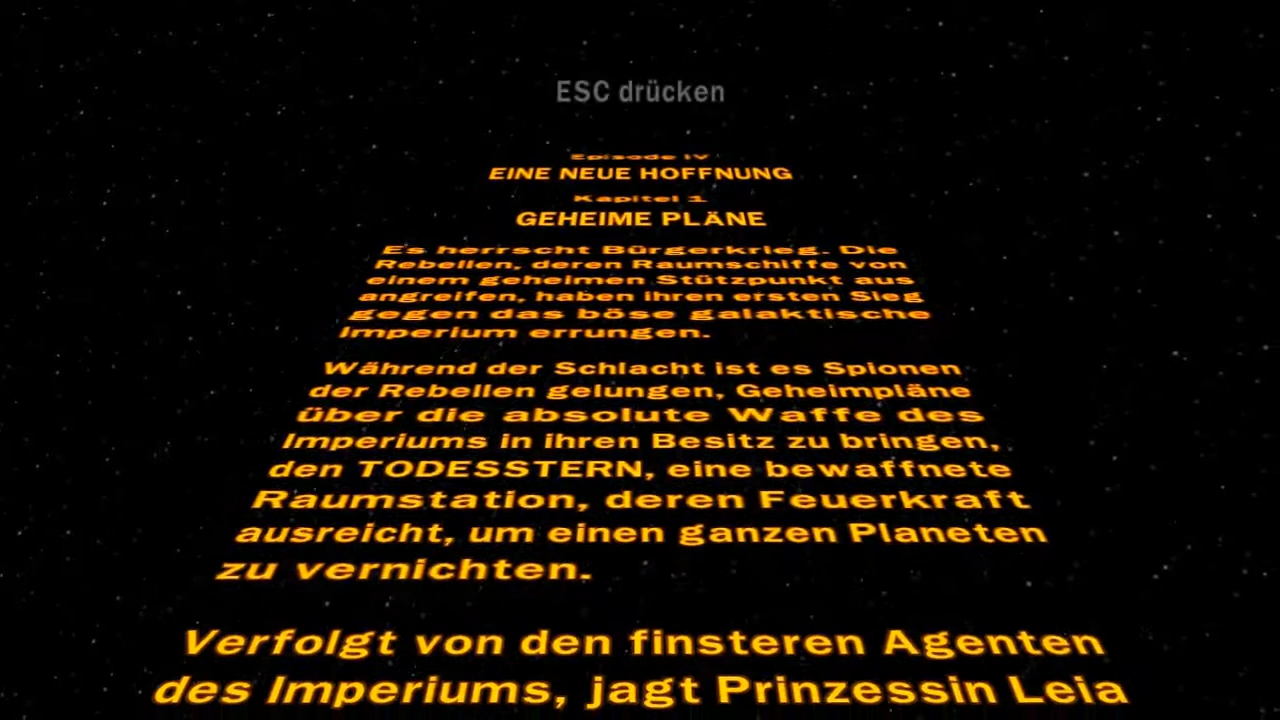 ESC drücken
Episode IV
EINE NEUE HOFFNUNG
Kapitel 1
GEHEIME PLÄNE
Es herrscht Bürgerkrieg. Die
Rebellen, deren Raumschiffe von
einem geheimen Stützpunkt aus
angreifen, haben ihren ersten Sieg
gegen das böse galaktische
Imperium errungen.
Während der Schlacht ist es Spionen
der Rebellen gelungen, Geheimpläne
über die absolute Waffe des
Imperiums in ihren Besitz zu bringen,
den TODESSTERN, eine bewaffnete
Raumstation, deren Feuerkraft
ausreicht, um einen ganzen Planeten
zu vernichten.
Verfolgt von den finsteren Agenten
des Imperiums, jagt Prinzessin Leia